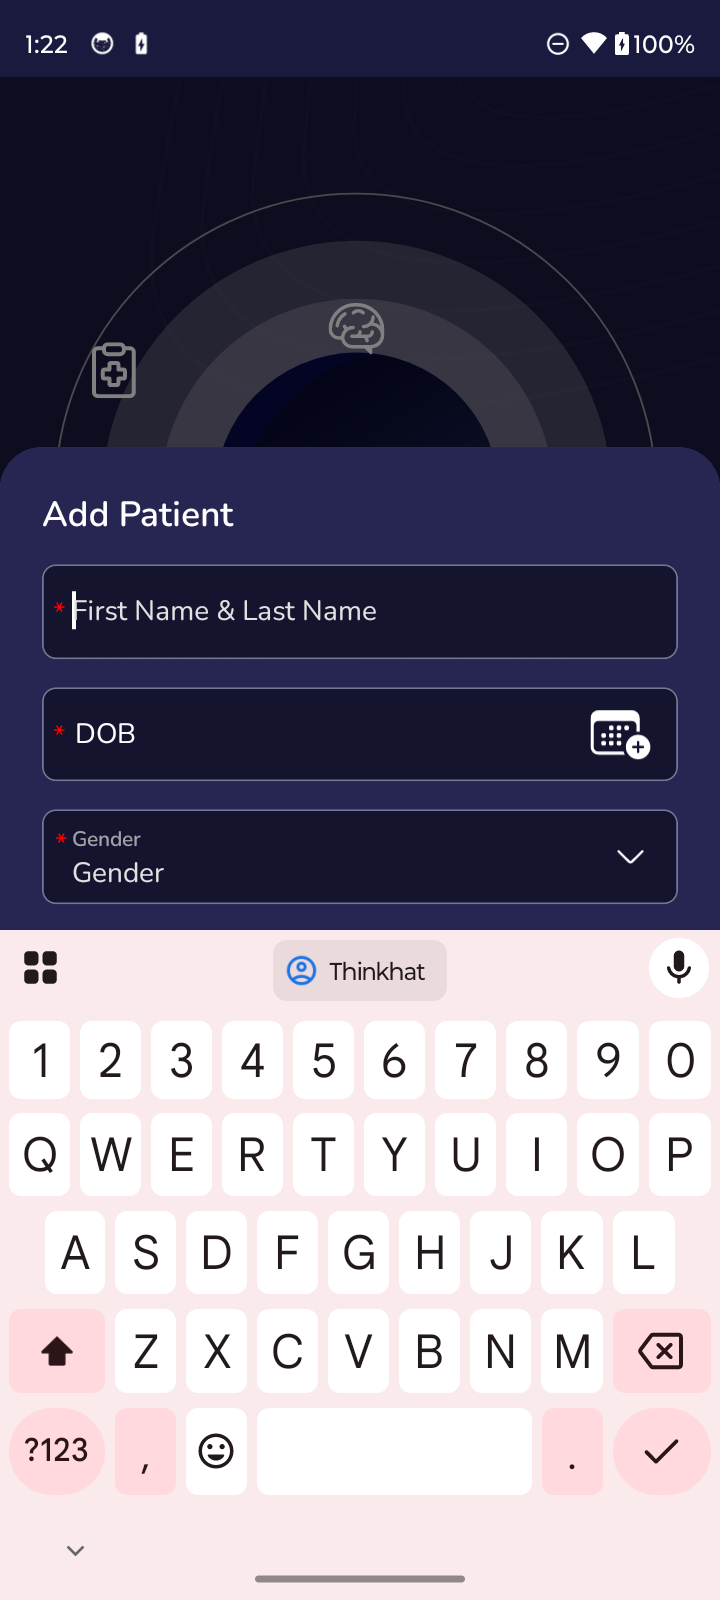 1:22
100%
Add Patient
* First Name & Last Name
* DOB
* Gender
Gender
Thinkhat
1 2 3 4 5 6 7 8 9 0
Q W E R T Y U I O P
A S D F G H J K L
Z X C V B N M
?123 , .